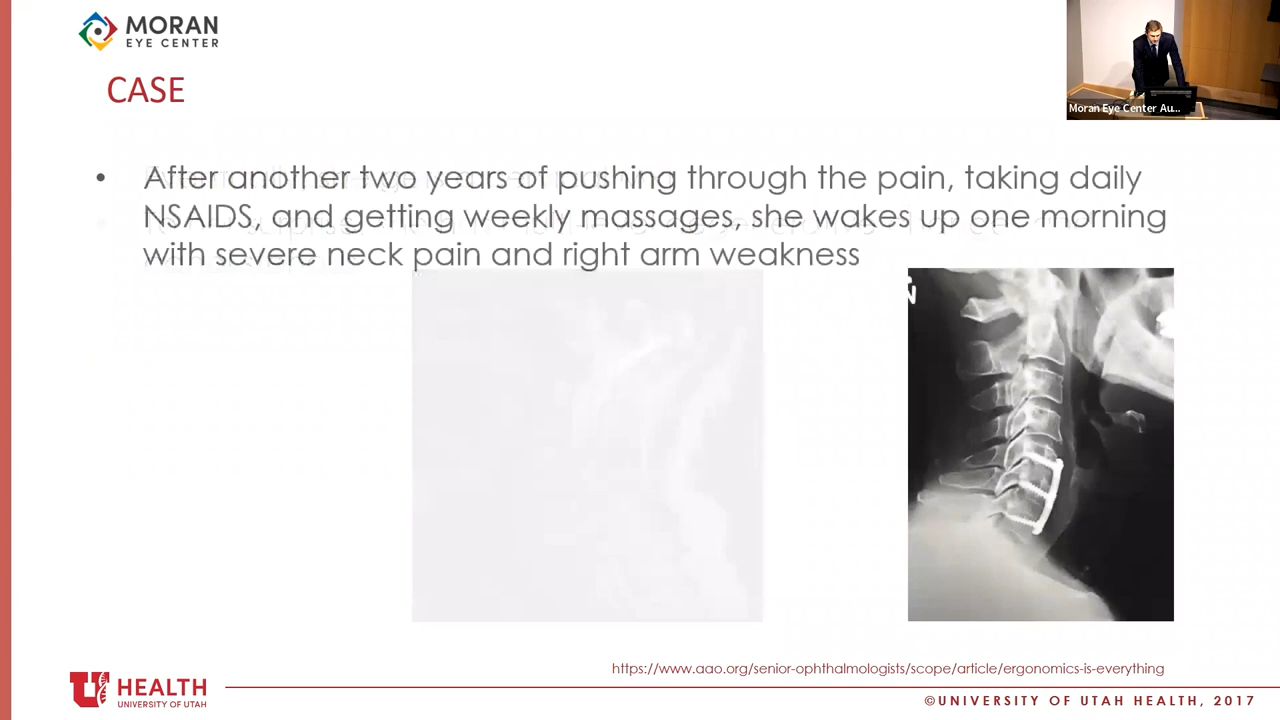 MORAN
EYE CENTER
CASE
Moran Eye Center Au...
• After another two years of pushing through the pain, taking daily
NSAIDS, and getting weekly massages, she wakes up one morning
with severe neck pain and right arm weakness
N
https://www.aao.org/senior-ophthalmologists/scope/article/ergonomics-is-everything
U HEALTH
UNIVERSITY OF UTAH
©UNIVERSITY OF UTAH HEALTH, 2017